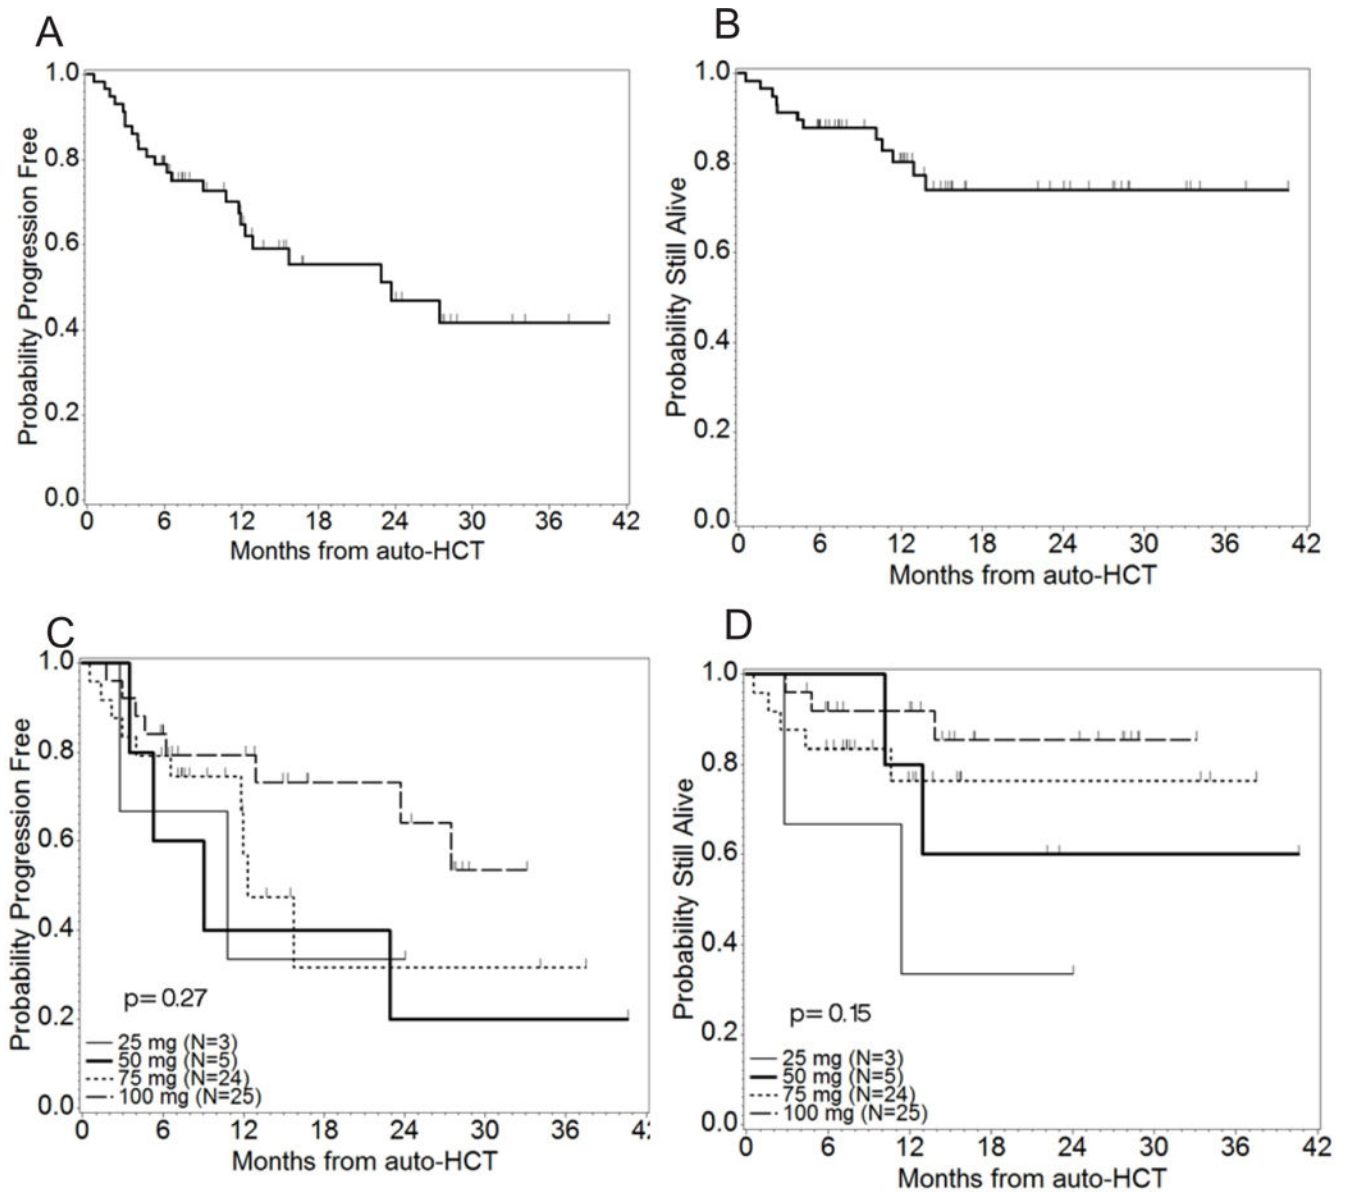 A
Probability Progression Free
1.0
0.8
0.6
0.4
0.2
0.0
0 6 12 18 24 30 36 42
Months from auto-HCT
B
Probability Still Alive
1.0
0.8
0.6
0.4
0.2
0.0
0 6 12 18 24 30 36 42
Months from auto-HCT
C
Probability Progression Free
1.0
0.8
0.6
0.4
0.2
0.0
p=0.27
25 mg (N=3)
50 mg (N=5)
75 mg (N=24)
100 mg (N=25)
0 6 12 18 24 30 36
Months from auto-HCT
D
Probability Still Alive
1.0
0.8
0.6
0.4
0.2
0.0
p=0.15
25 mg (N=3)
50 mg (N=5)
75 mg (N=24)
100 mg (N=25)
0 6 12 18 24 30 36 42
Months from auto-HCT